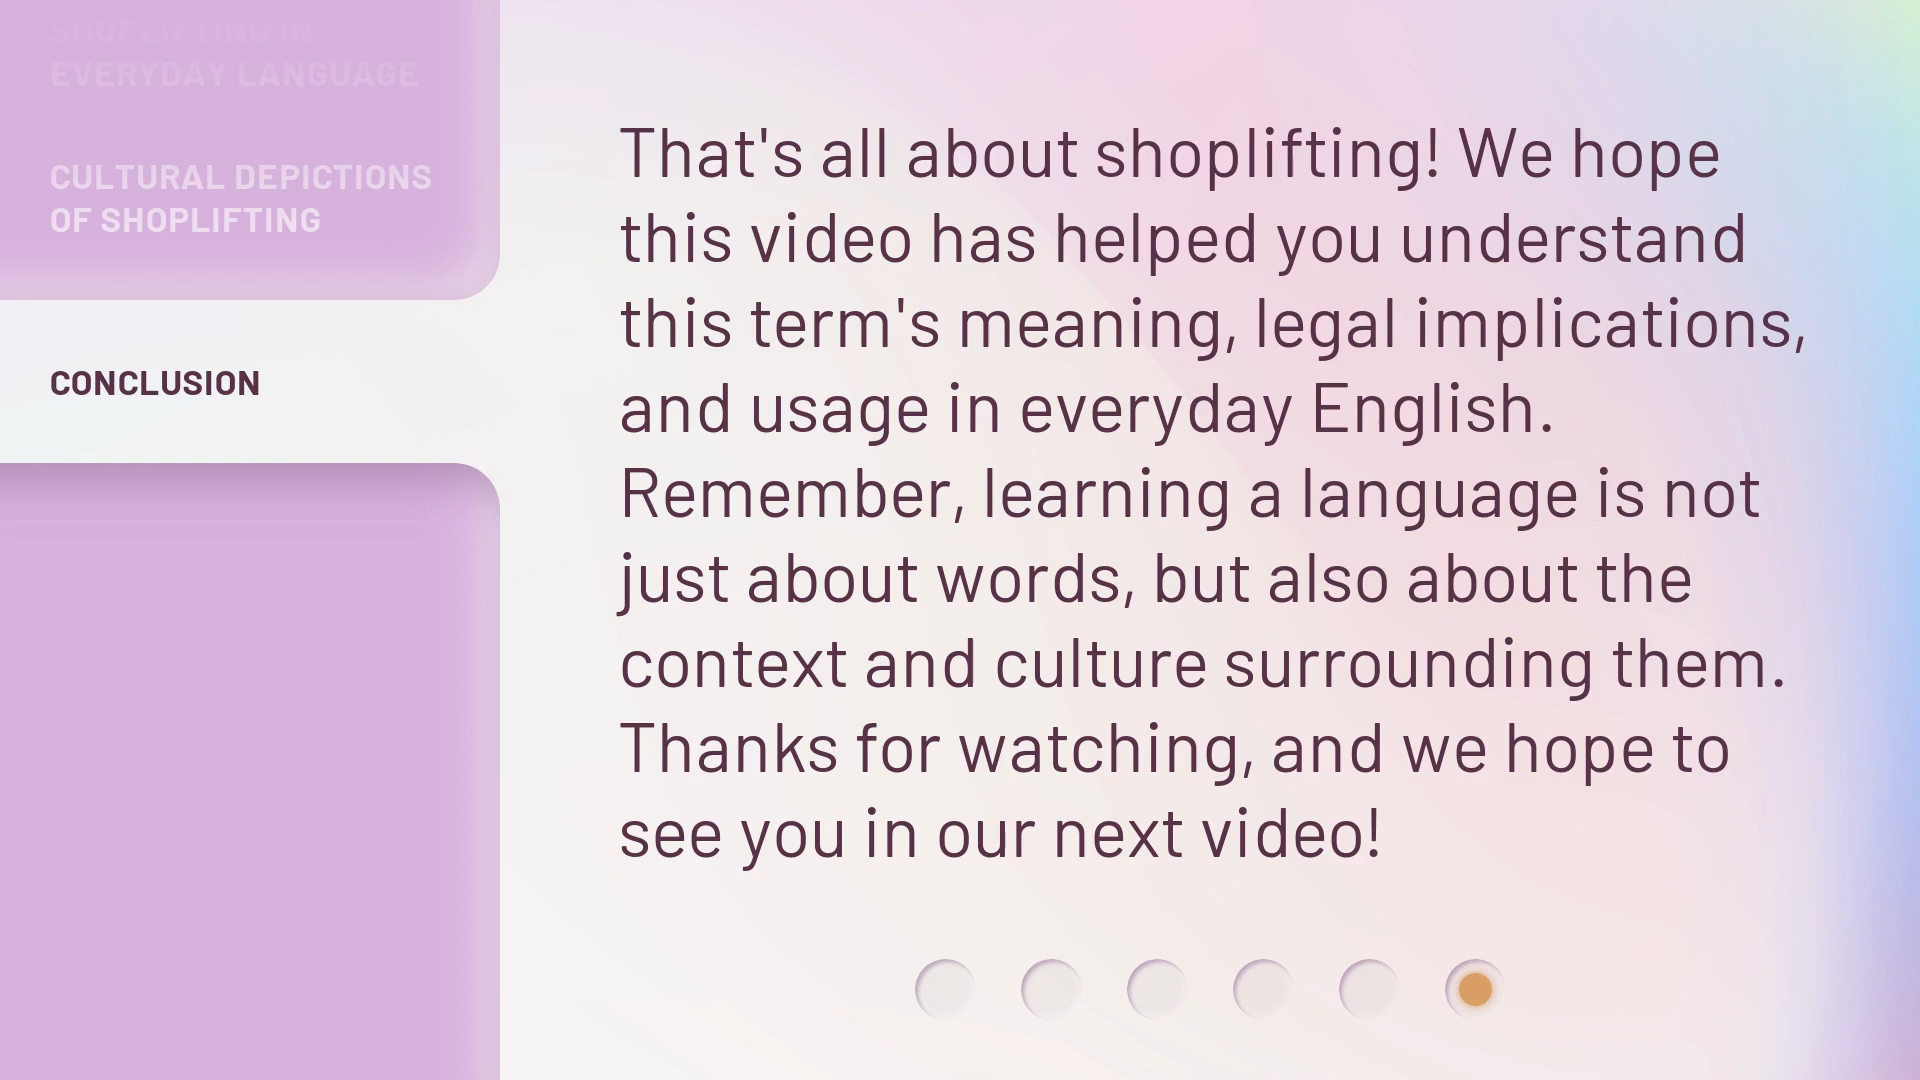 SHOPLIFTING IN
EVERYDAY LANGUAGE
CULTURAL DEPICTIONS
OF SHOPLIFTING
CONCLUSION
That's all about shoplifting! We hope
this video has helped you understand
this term's meaning, legal implications,
and usage in everyday English.
Remember, learning a language is not
just about words, but also about the
context and culture surrounding them.
Thanks for watching, and we hope to
see you in our next video!